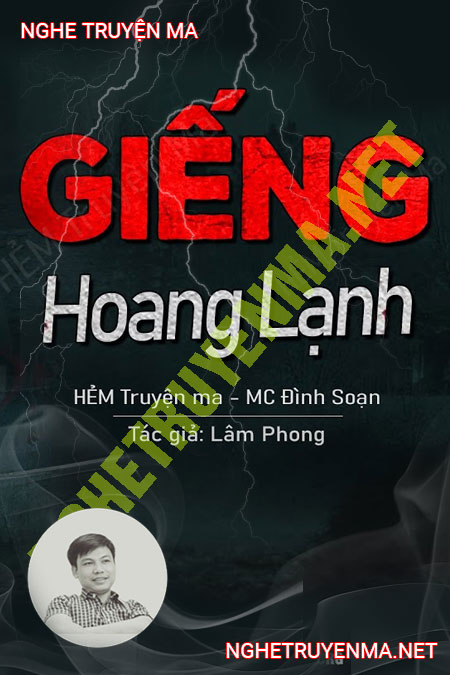 NGHE TRUYỆN MA
GIẾNG
Hoang Lạnh
HẺM Truyện ma - MC Đình Soạn
Tác giả: Lâm Phong
NGHETRUYENMA.NET
NGHETRUYENMA.NET